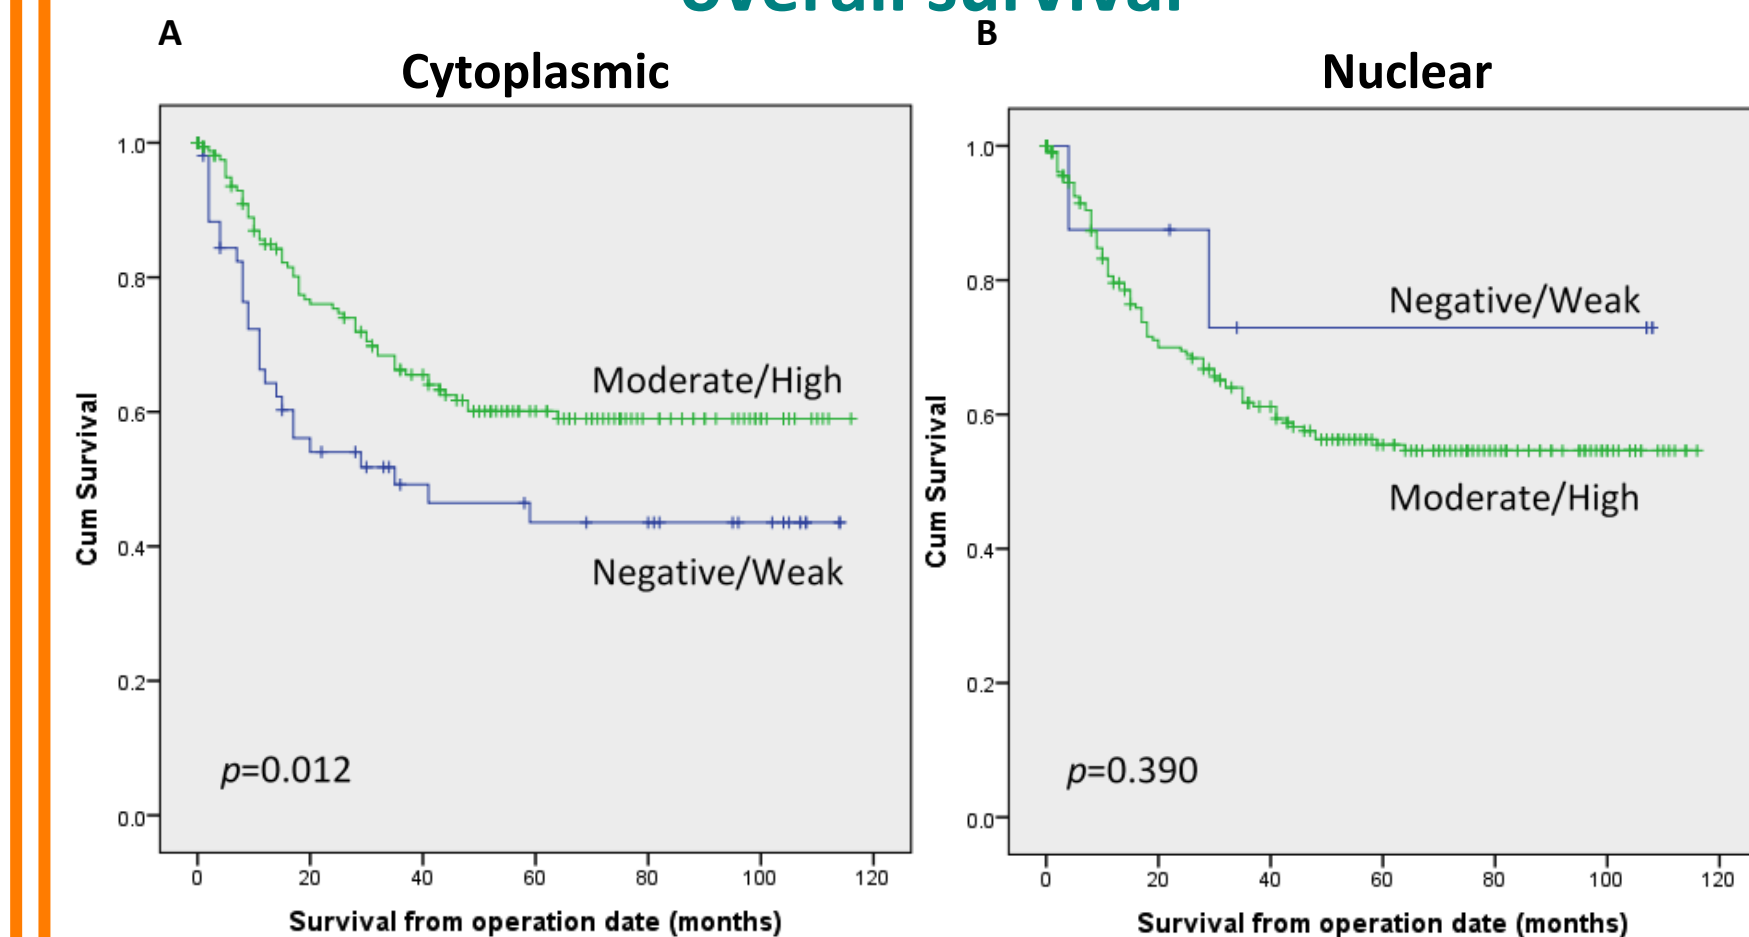 overall survival
A
Cytoplasmic
1.0
0.8
0.6
0.4
0.2
0.0
Cum Survival
Moderate/High
Negative/Weak
p=0.012
0 20 40 60 80 100 120
Survival from operation date (months)
B
Nuclear
1.0
0.8
0.6
0.4
0.2
0.0
Cum Survival
Negative/Weak
Moderate/High
p=0.390
0 20 40 60 80 100 120
Survival from operation date (months)